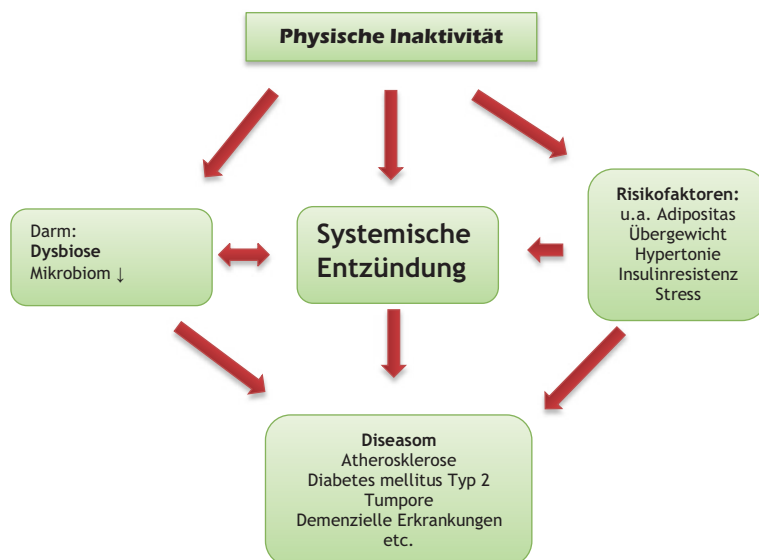 Physische Inaktivität
Darm:
Dysbiose
Mikrobiom ↓
Systemische
Entzündung
Risikofaktoren:
u.a. Adipositas
Übergewicht
Hypertonie
Insulinresistenz
Stress
Diseasom
Atherosklerose
Diabetes mellitus Typ 2
Tumpore
Demenzielle Erkrankungen
etc.